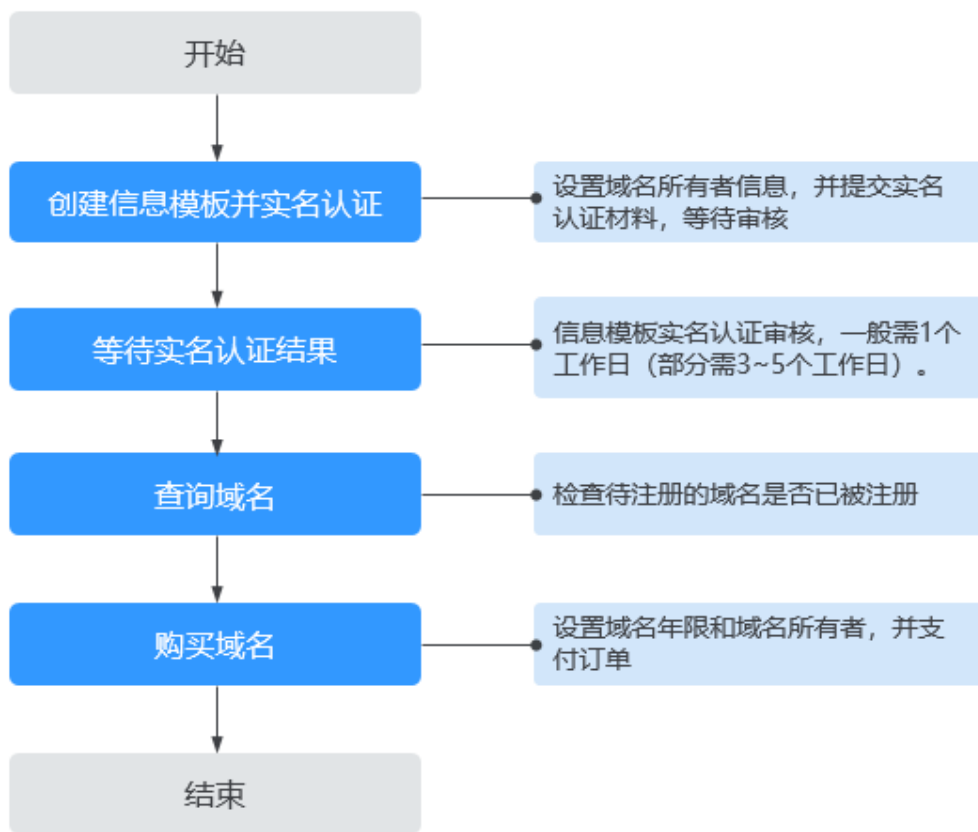 开始
创建信息模板并实名认证
设置域名所有者信息，并提交实名
认证材料，等待审核
等待实名认证结果
信息模板实名认证审核，一般需1个
工作日（部分需3~5个工作日）。
查询域名
检查待注册的域名是否已被注册
购买域名
设置域名年限和域名所有者，并支
付订单
结束